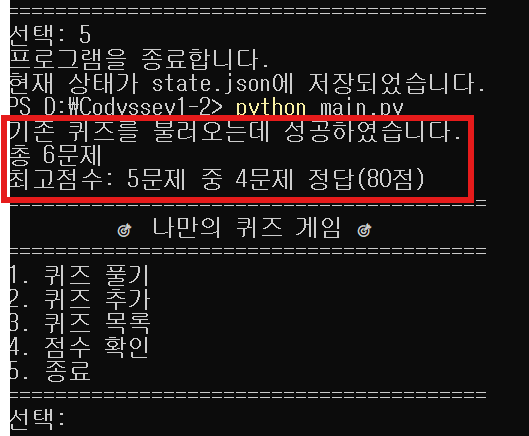 ==========================================
선택: 5
프로그램을 종료합니다.
현재 상태가 state.json에 저장되었습니다.
PS D:\Codyssey1-2> python main.py
기존 퀴즈를 불러오는데 성공하였습니다.
총 6문제
최고점수: 5문제 중 4문제 정답(80점)
==========================================
🎯 나만의 퀴즈 게임 🎯
==========================================
1. 퀴즈 풀기
2. 퀴즈 추가
3. 퀴즈 목록
4. 점수 확인
5. 종료
==========================================
선택: